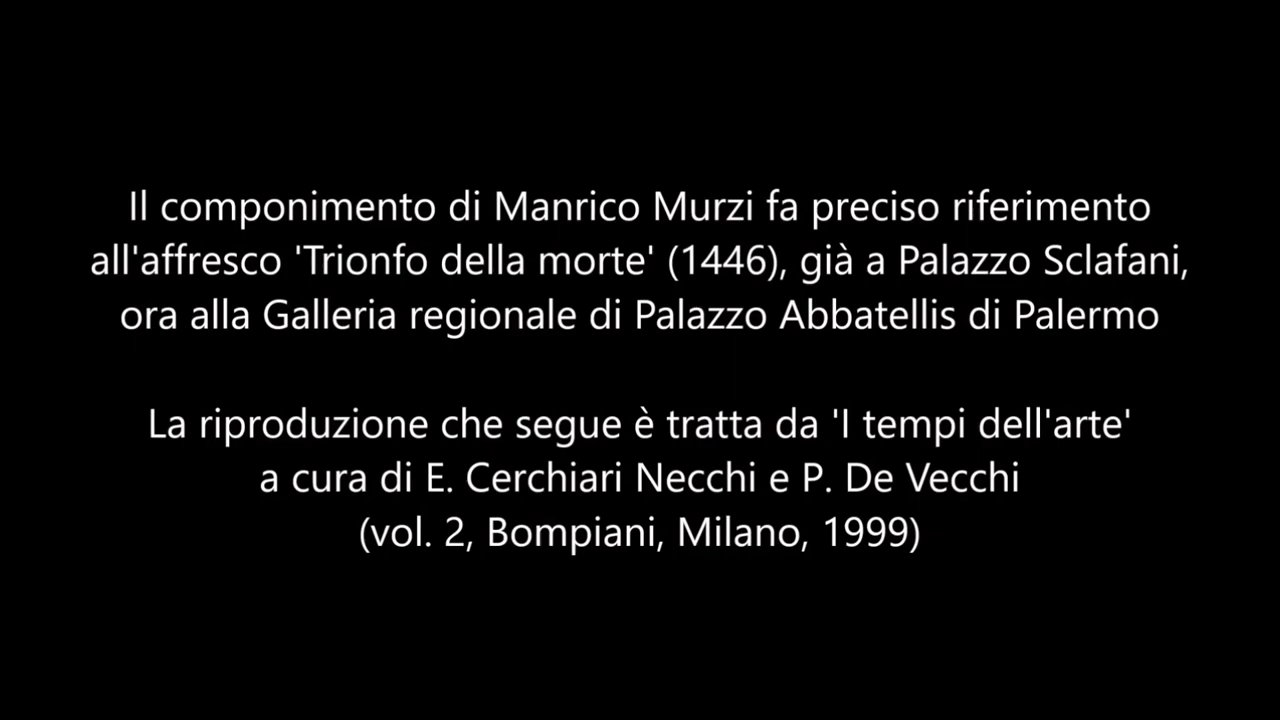 Il componimento di Manrico Murzi fa preciso riferimento
all'affresco 'Trionfo della morte' (1446), già a Palazzo Sclafani,
ora alla Galleria regionale di Palazzo Abbatellis di Palermo
La riproduzione che segue è tratta da 'I tempi dell'arte'
a cura di E. Cerchiari Necchi e P. De Vecchi
(vol. 2, Bompiani, Milano, 1999)